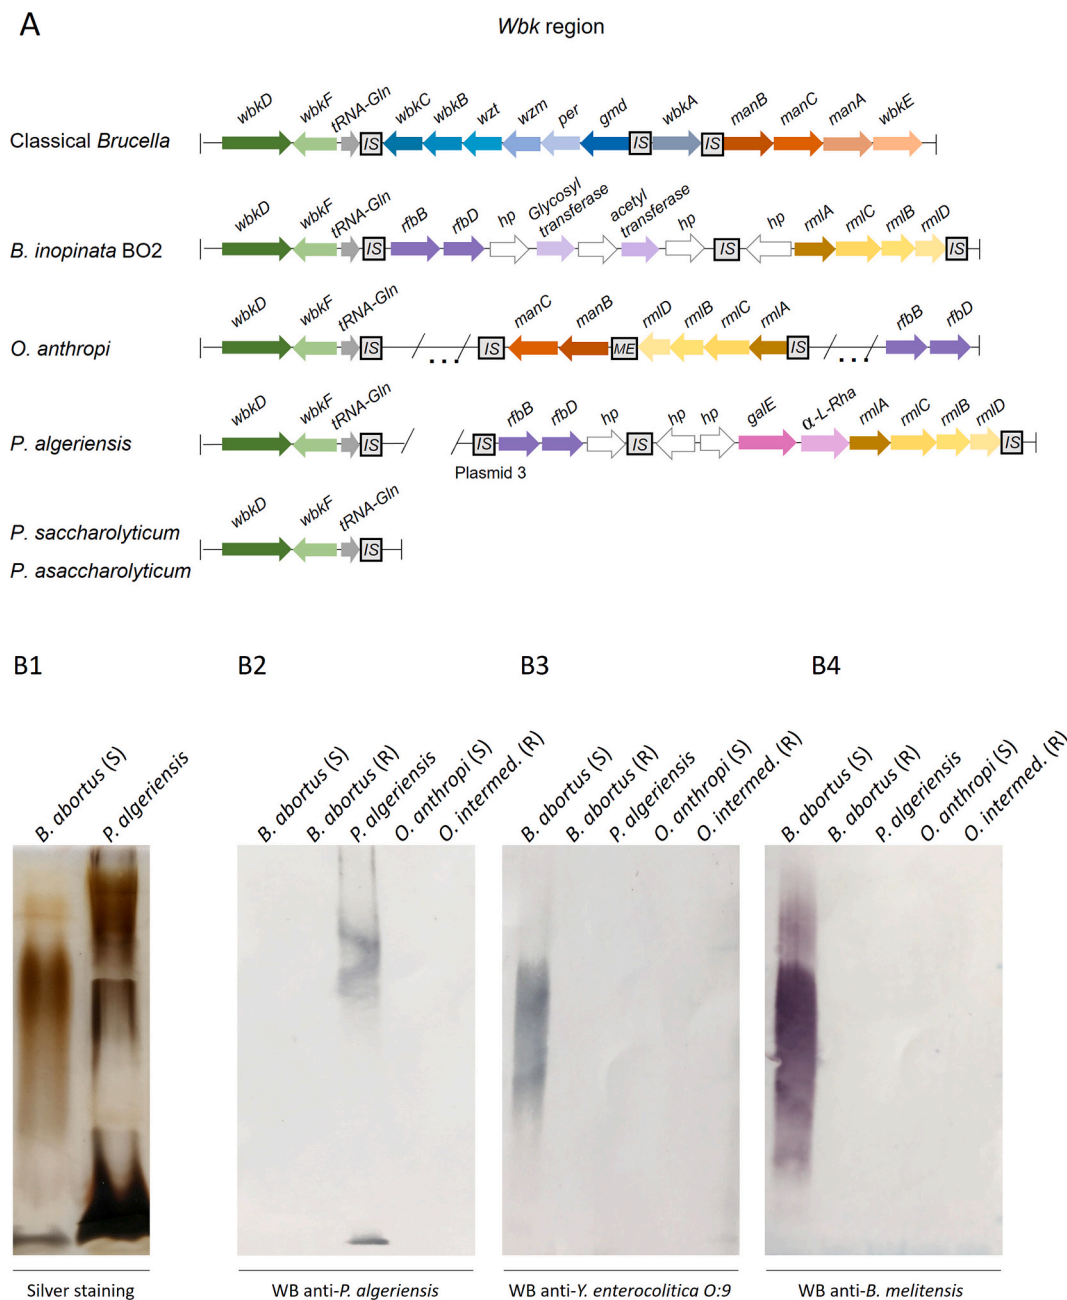 A
Wbk region
wbkD wbkF tRNA-Gln wbkC wbkB wzt wzm per gmd wbkA manB manC manA wbkE
Classical Brucella IS IS IS
wbkD wbkF tRNA-Gln rfbB rfbD hp Glycosyl transferase acetyl transferase hp hp rmlA rmlC rmlB rmlD
B. inopinata BO2 IS IS IS
wbkD wbkF tRNA-Gln manC manB rmlD rmlB rmlC rmlA rfbB rfbD
O. anthropi IS ... IS ME IS ...
wbkD wbkF tRNA-Gln rfbB rfbD hp hp hp galE α-L-Rha rmlA rmlC rmlB rmlD
P. algeriensis IS IS IS IS
Plasmid 3
wbkD wbkF tRNA-Gln
P. saccharolyticum
IS
P. asaccharolyticum
B1 B2 B3 B4
B. abortus (S) P. algeriensis
B. abortus (S) B. abortus (R) P. algeriensis O. anthropi (S) O. intermed. (R)
B. abortus (S) B. abortus (R) P. algeriensis O. anthropi (S) O. intermed. (R)
B. abortus (S) B. abortus (R) P. algeriensis O. anthropi (S) O. intermed. (R)
Silver staining WB anti-P. algeriensis WB anti-Y. enterocolitica O:9 WB anti-B. melitensis